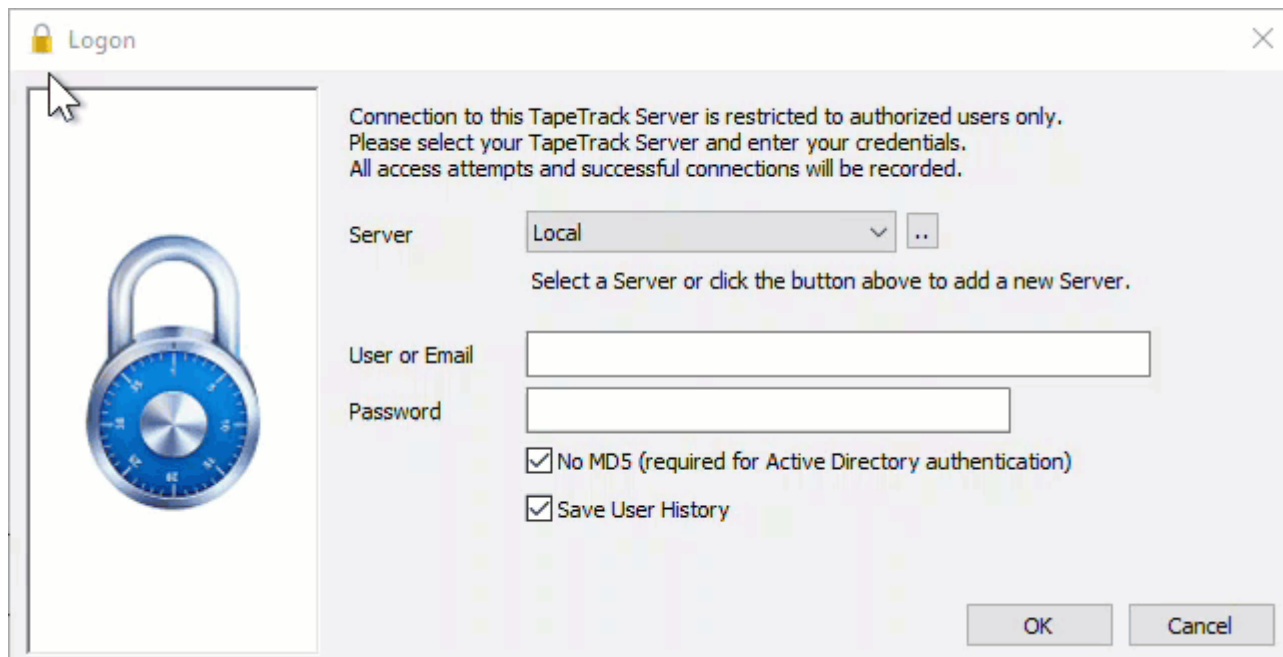 Logon
Connection to this TapeTrack Server is restricted to authorized users only.
Please select your TapeTrack Server and enter your credentials.
All access attempts and successful connections will be recorded.
Server
Local
..
Select a Server or click the button above to add a new Server.
User or Email
Password
No MD5 (required for Active Directory authentication)
Save User History
OK
Cancel